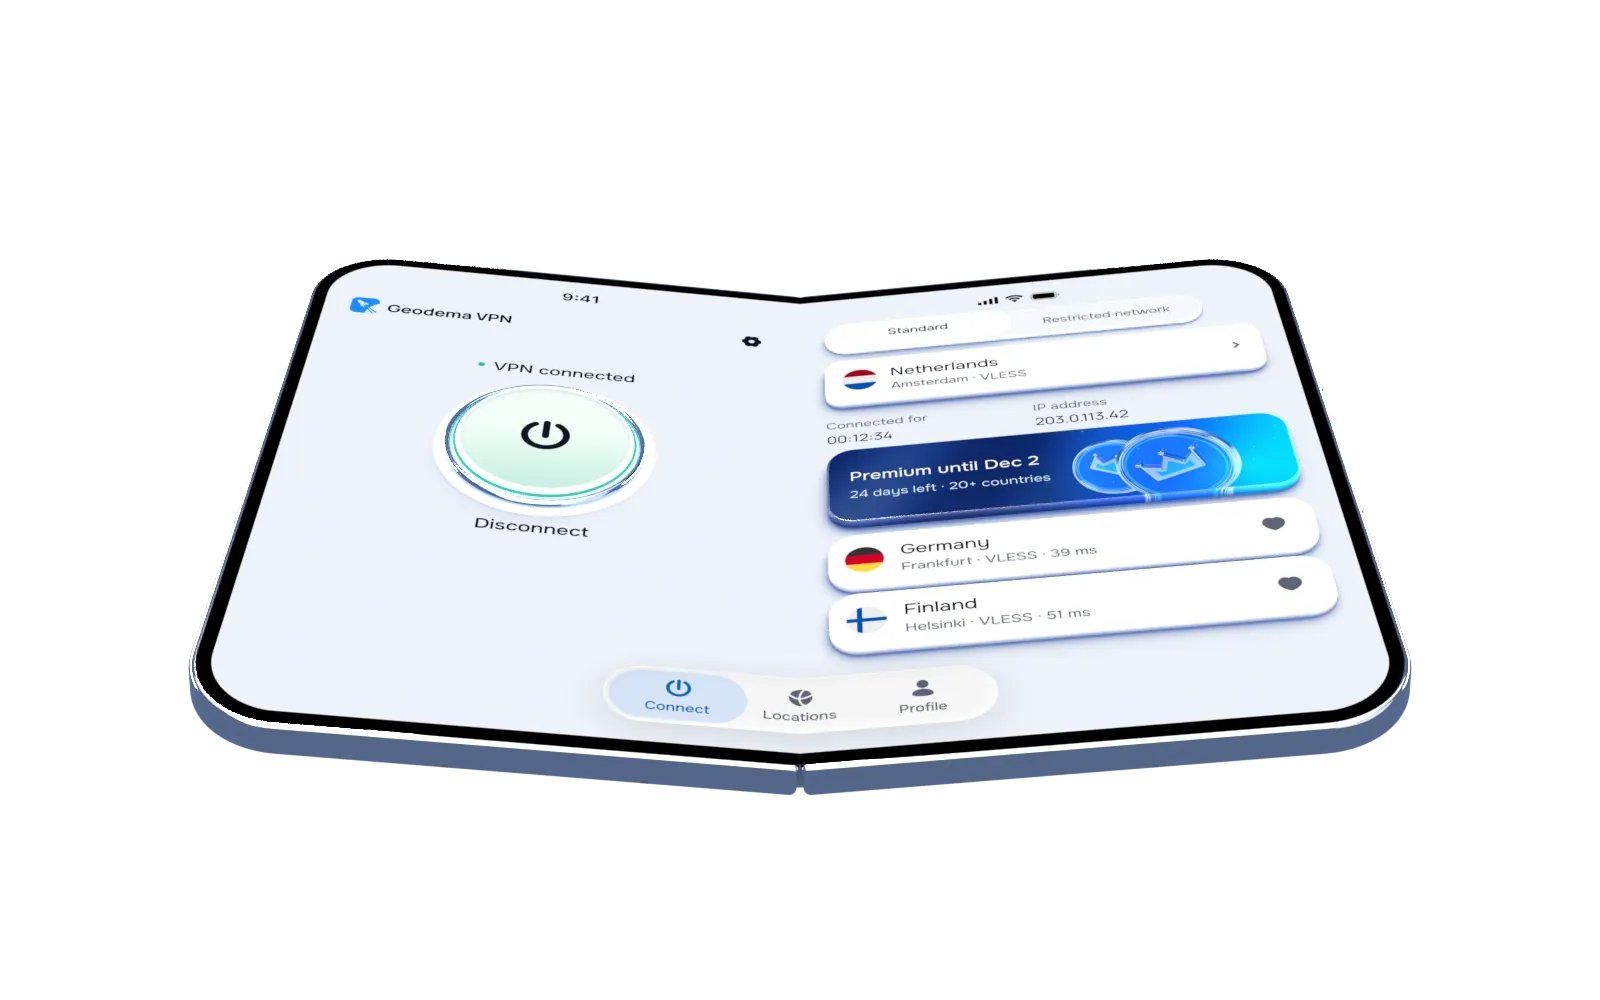 9:41
Geodema VPN
VPN connected
Disconnect
Standard
Restricted network
Netherlands
Amsterdam · VLESS
Connected for
00:12:34
IP address
203.0.113.42
Premium until Dec 2
24 days left · 20+ countries
Germany
Frankfurt · VLESS · 39 ms
Finland
Helsinki · VLESS · 51 ms
Connect
Locations
Profile